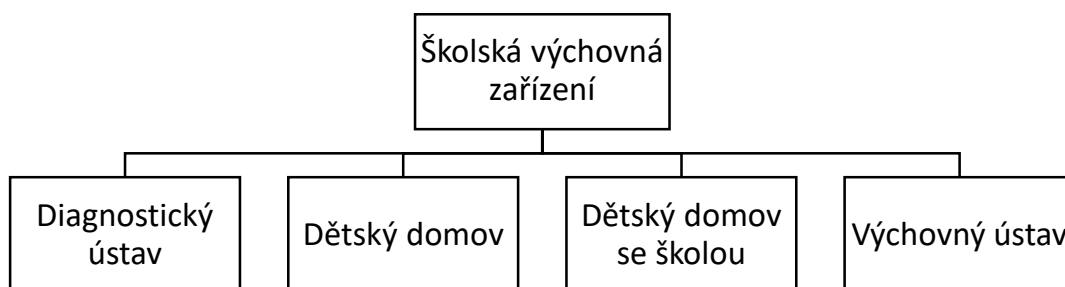 Školská výchovná
zařízení
Diagnostický
ústav
Dětský domov
Dětský domov
se školou
Výchovný ústav